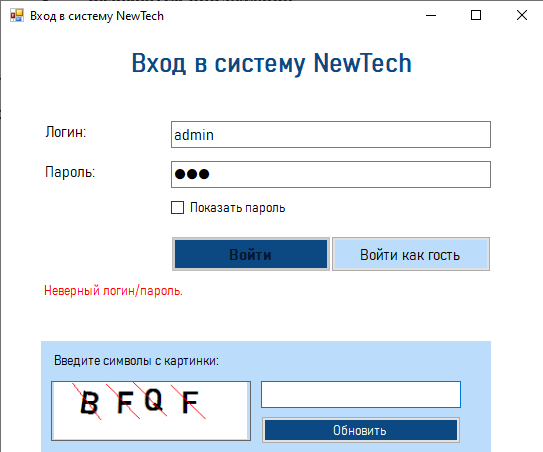 Вход в систему NewTech
Вход в систему NewTech
Логин:
admin
Пароль:
●●●
Показать пароль
Войти
Войти как гость
Неверный логин/пароль.
Введите символы с картинки:
B F Q F
Обновить